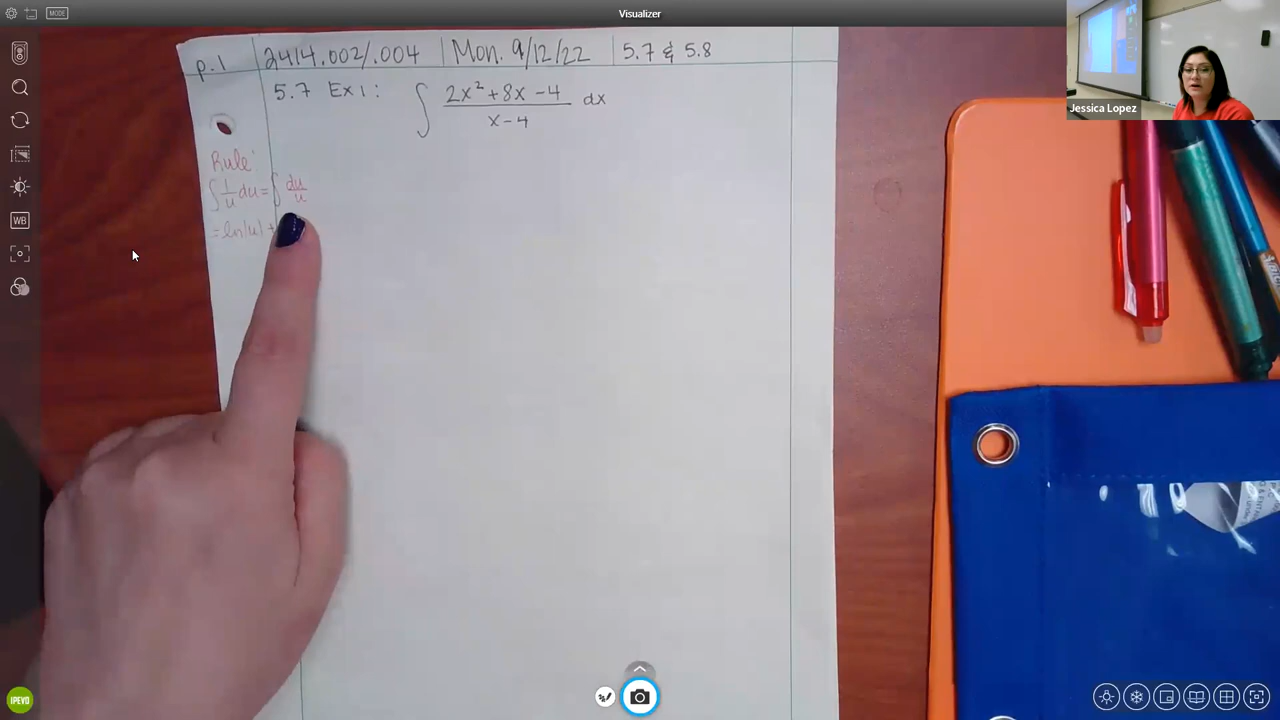 MODE
Visualizer
Jessica Lopez
p.1
2414.002/.004
Mon. 9/12/22
5.7 & 5.8
5.7 Ex 1:
∫ (2x² + 8x - 4)/(x - 4) dx
Rule:
∫ 1/u du = ∫ du/u
= ln|u| +
WB
IPEVO